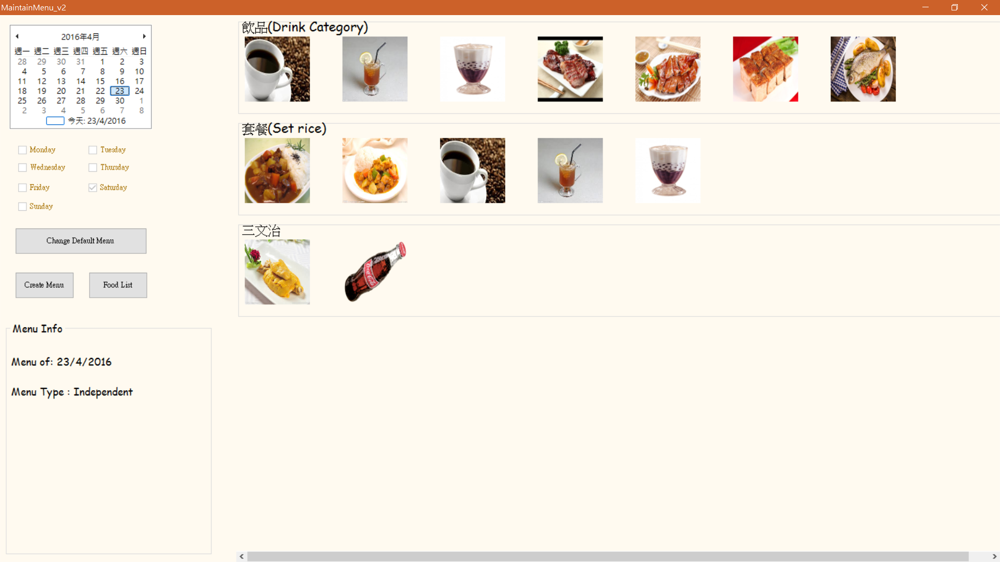 MaintainMenu_v2
2016年4月
週一 週二 週三 週四 週五 週六 週日
28 29 30 31 1 2 3
4 5 6 7 8 9 10
11 12 13 14 15 16 17
18 19 20 21 22 23 24
25 26 27 28 29 30 1
2 3 4 5 6 7 8
今天: 23/4/2016
Monday Tuesday
Wednesday Thursday
Friday Saturday
Sunday
Change Default Menu
Create Menu Food List
Menu Info
Menu of: 23/4/2016
Menu Type : Independent
飲品(Drink Category)
套餐(Set rice)
三文治
Coca-Cola